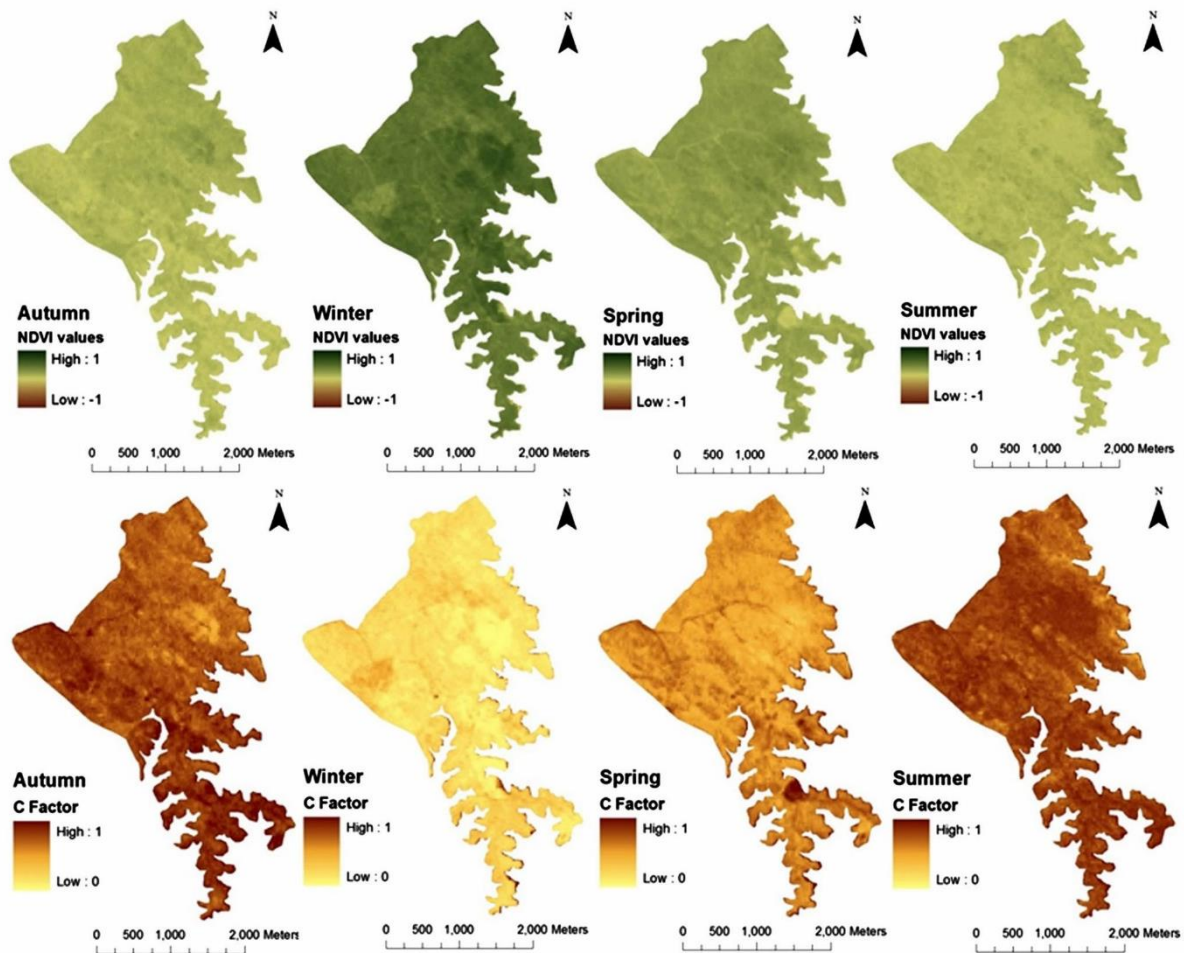 N
N
N
N
Autumn
NDVI values
High : 1
Low : -1
0 500 1,000 2,000 Meters
Winter
NDVI values
High : 1
Low : -1
0 500 1,000 2,000 Meters
Spring
NDVI values
High : 1
Low : -1
0 500 1,000 2,000 Meters
Summer
NDVI values
High : 1
Low : -1
0 500 1,000 2,000 Meters
N
N
N
N
Autumn
C Factor
High : 1
Low : 0
0 500 1,000 2,000 Meters
Winter
C Factor
High : 1
Low : 0
0 500 1,000 2,000 Meters
Spring
C Factor
High : 1
Low : 0
0 500 1,000 2,000 Meters
Summer
C Factor
High : 1
Low : 0
0 500 1,000 2,000 Meters